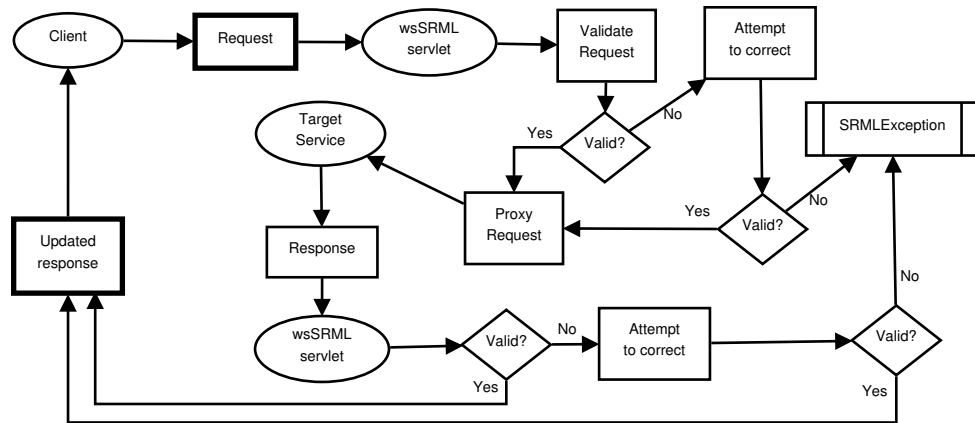 Client
Request
wsSRML
servlet
Validate
Request
Attempt
to correct
No
Yes
Valid?
SRMLException
Target
Service
Proxy
Request
Yes
Valid?
No
Updated
response
Response
No
wsSRML
servlet
Valid?
No
Attempt
to correct
Valid?
Yes
Yes